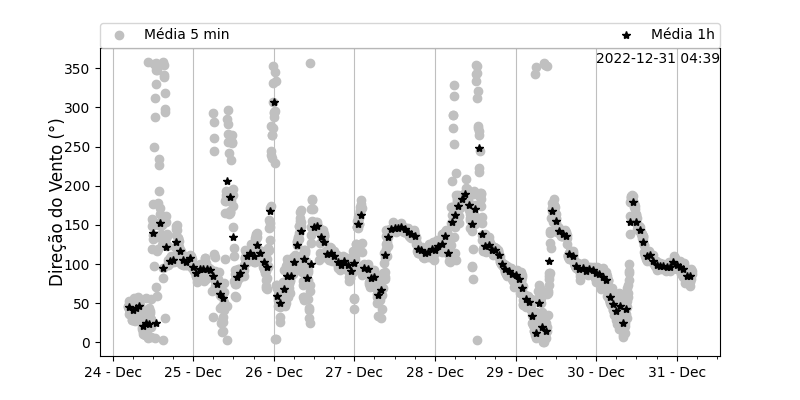 Média 5 min
Média 1h
2022-12-31 04:39
Direção do Vento (°)
350
300
250
200
150
100
50
0
24 - Dec
25 - Dec
26 - Dec
27 - Dec
28 - Dec
29 - Dec
30 - Dec
31 - Dec